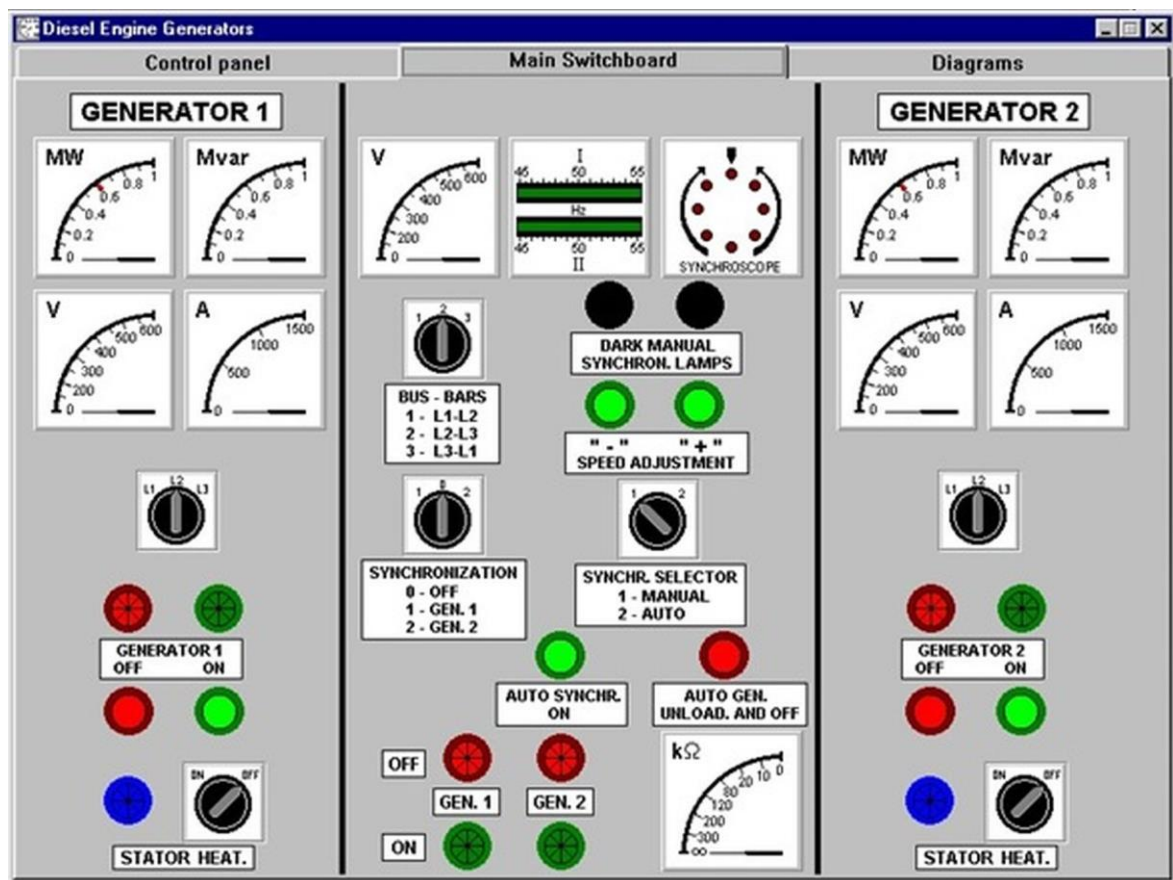 Diesel Engine Generators
Control panel
Main Switchboard
Diagrams
GENERATOR 1
MW
0 0.2 0.4 0.6 0.8 1
Mvar
0 0.2 0.4 0.6 0.8 1
V
0 200 300 400 500 600
A
0 500 1000 1500
L1 L2 L3
GENERATOR 1
OFF ON
ON OFF
STATOR HEAT.
V
0 200 300 400 500 600
I
45 50 55
Hz
45 50 55
II
SYNCHROSCOPE
1 2 3
BUS - BARS
1 - L1-L2
2 - L2-L3
3 - L3-L1
DARK MANUAL
SYNCHRON. LAMPS
" - " " + "
SPEED ADJUSTMENT
1 0 2
SYNCHRONIZATION
0 - OFF
1 - GEN. 1
2 - GEN. 2
1 2
SYNCHR. SELECTOR
1 - MANUAL
2 - AUTO
AUTO SYNCHR.
ON
AUTO GEN.
UNLOAD. AND OFF
OFF
GEN. 1 GEN. 2
ON
kΩ
∞ 300 200 120 80 20 10 0
GENERATOR 2
MW
0 0.2 0.4 0.6 0.8 1
Mvar
0 0.2 0.4 0.6 0.8 1
V
0 200 300 400 500 600
A
0 500 1000 1500
L1 L2 L3
GENERATOR 2
OFF ON
ON OFF
STATOR HEAT.